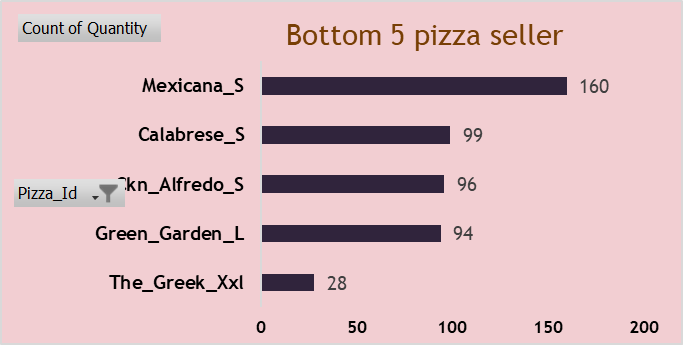 Count of Quantity
Bottom 5 pizza seller
Mexicana_S 160
Calabrese_S 99
Ckn_Alfredo_S 96
Pizza_Id
Green_Garden_L 94
The_Greek_Xxl 28
0 50 100 150 200